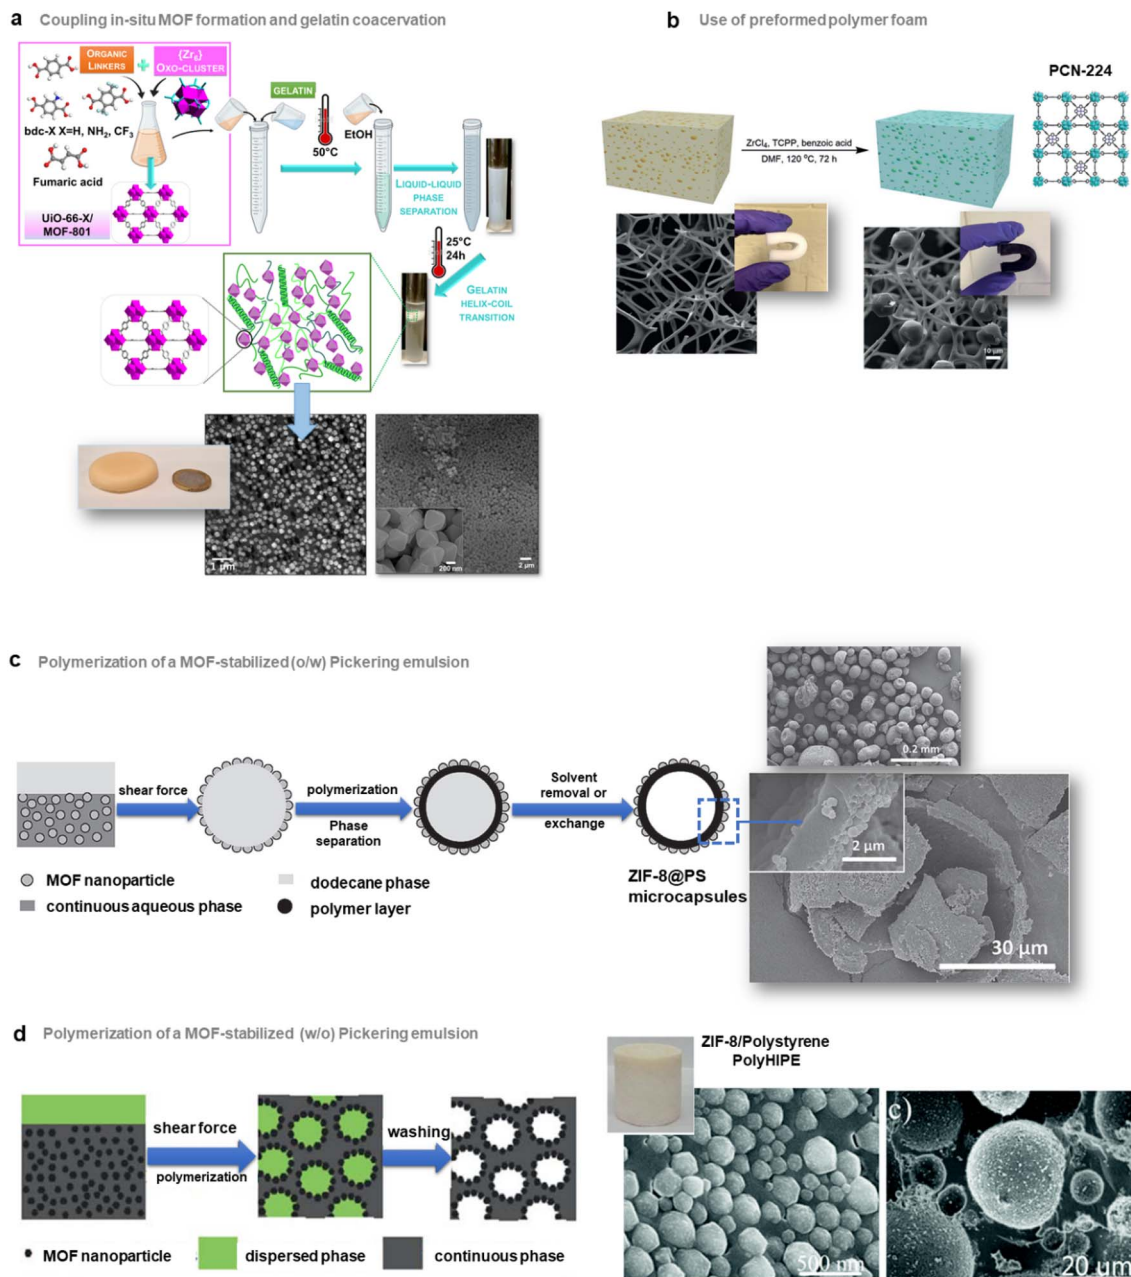 a Coupling in-situ MOF formation and gelatin coacervation
ORGANIC
LINKERS
+
{Zr6}
OXO-CLUSTER
bdc-X X=H, NH2, CF3
Fumaric acid
UiO-66-X/
MOF-801
GELATIN
50°C
EtOH
LIQUID-LIQUID
PHASE
SEPARATION
25°C
24h
GELATIN
HELIX-COIL
TRANSITION
1 µm
200 nm
2 µm
b Use of preformed polymer foam
PCN-224
ZrCl4, TCPP, benzoic acid
DMF, 120 °C, 72 h
10 µm
c Polymerization of a MOF-stabilized (o/w) Pickering emulsion
shear force
polymerization
Phase
separation
Solvent
removal or
exchange
ZIF-8@PS
microcapsules
MOF nanoparticle
continuous aqueous phase
dodecane phase
polymer layer
0.2 mm
2 µm
30 µm
d Polymerization of a MOF-stabilized (w/o) Pickering emulsion
shear force
polymerization
washing
MOF nanoparticle
dispersed phase
continuous phase
ZIF-8/Polystyrene
PolyHIPE
500 nm
c)
20 µm